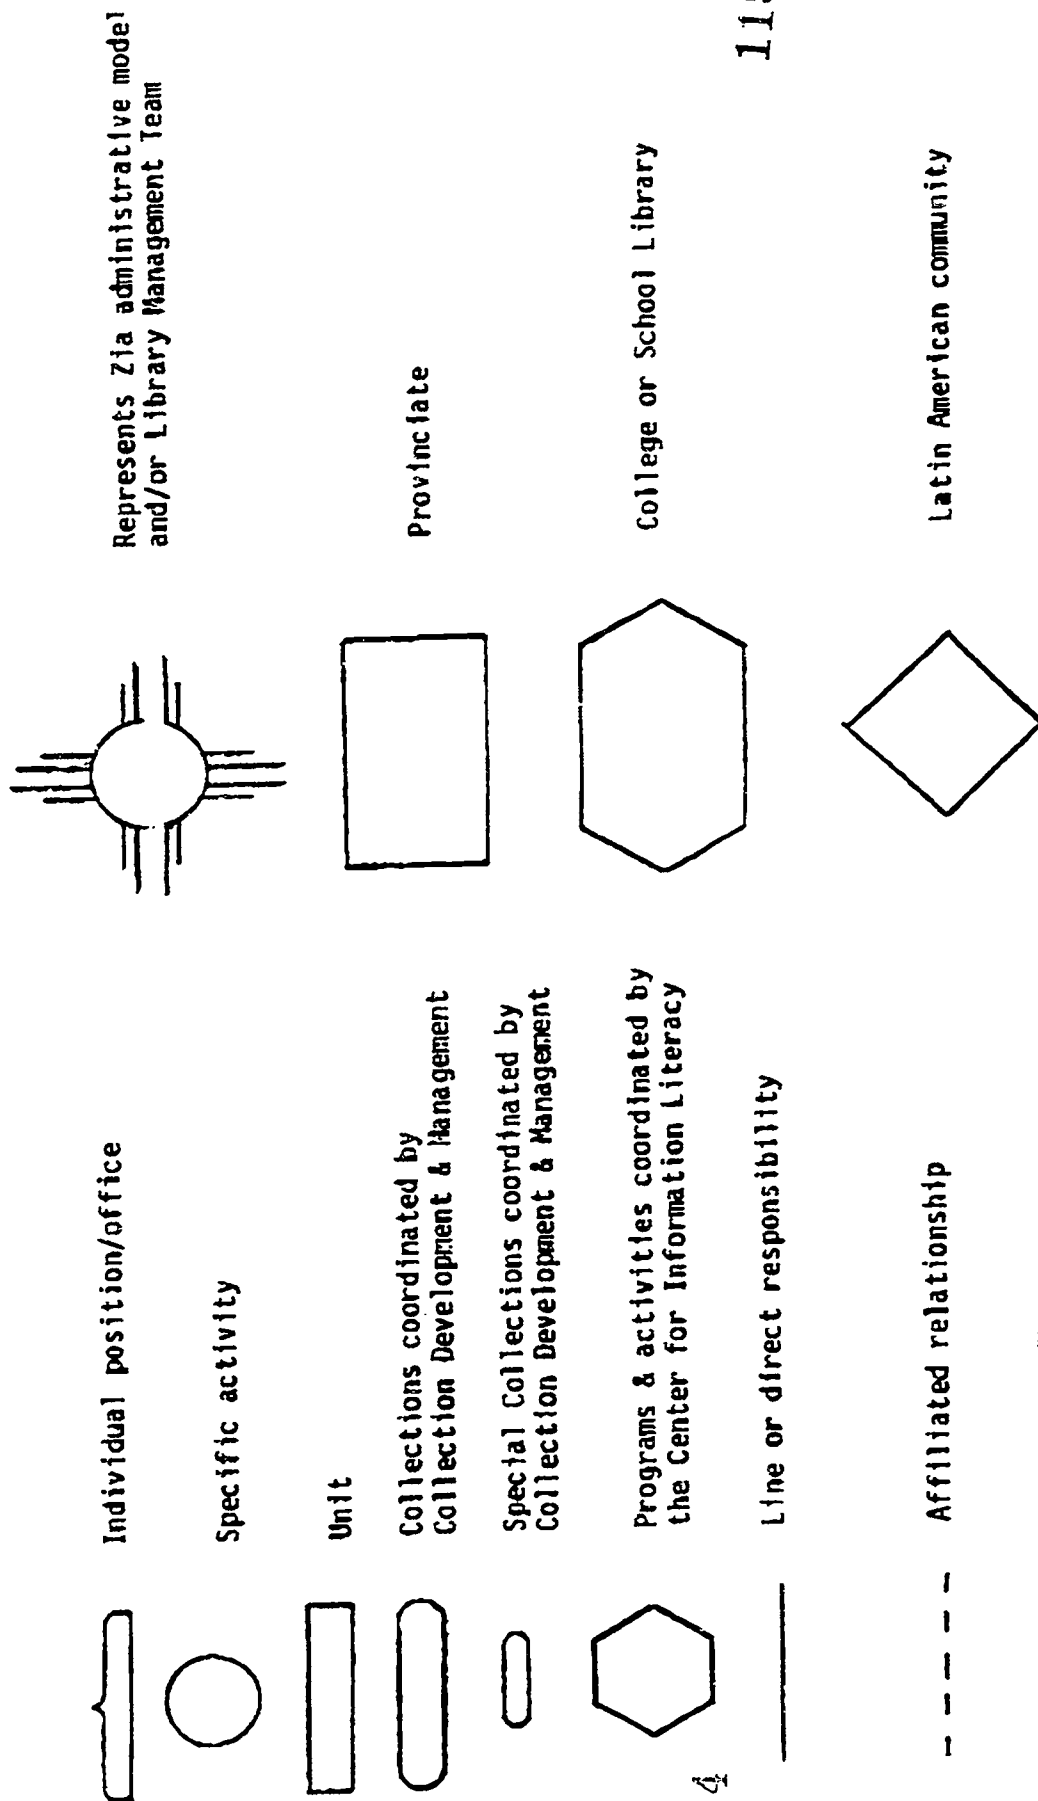 Individual position/office
Specific activity
Unit
Collections coordinated by
Collection Development & Management
Special Collections coordinated by
Collection Development & Management
Programs & activities coordinated by
the Center for Information Literacy
Line or direct responsibility
Affiliated relationship
4
Represents Zia administrative model
and/or Library Management Team
Provinciate
College or School Library
Latin American community